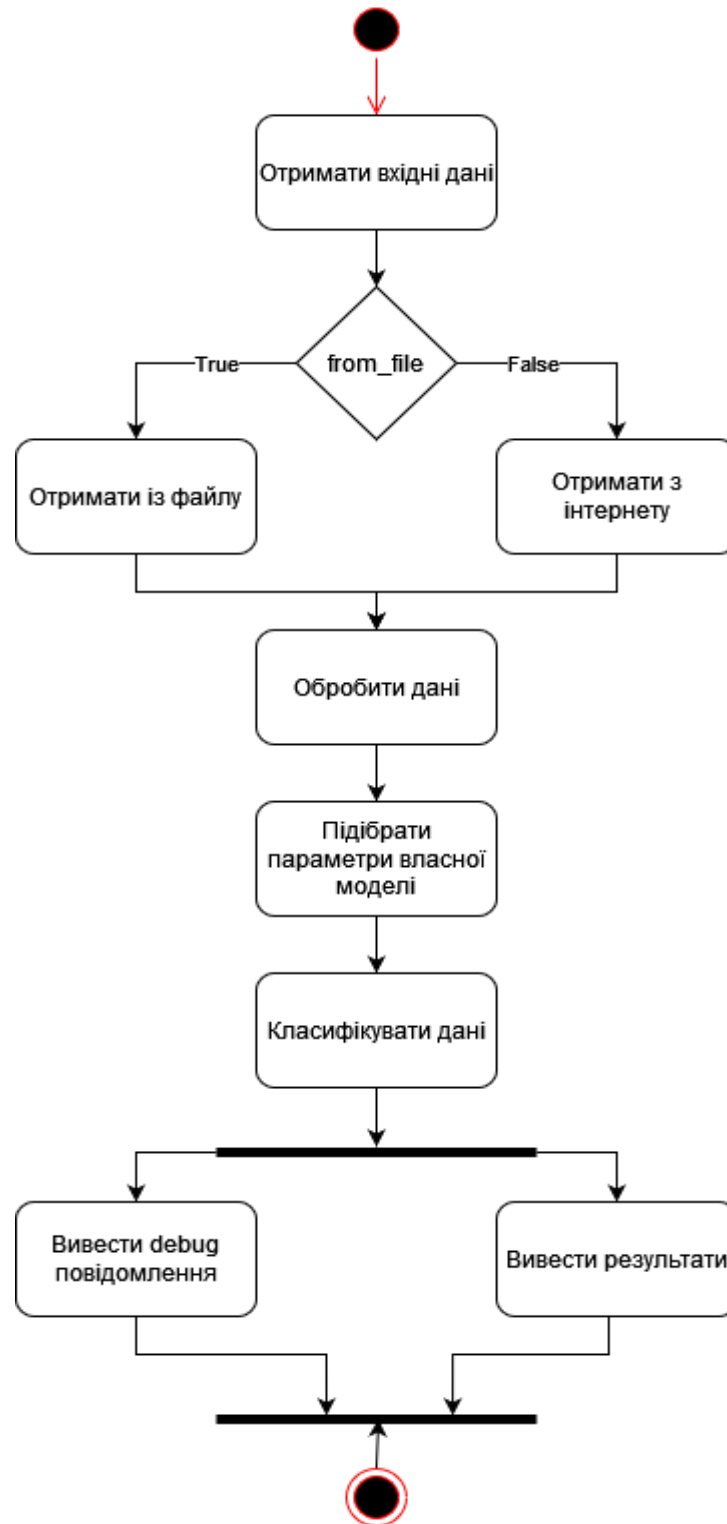 Отримати вхідні дані
from_file
True
False
Отримати із файлу
Отримати з
інтернету
Обробити дані
Підібрати
параметри власної
моделі
Класифікувати дані
Вивести debug
повідомлення
Вивести результати